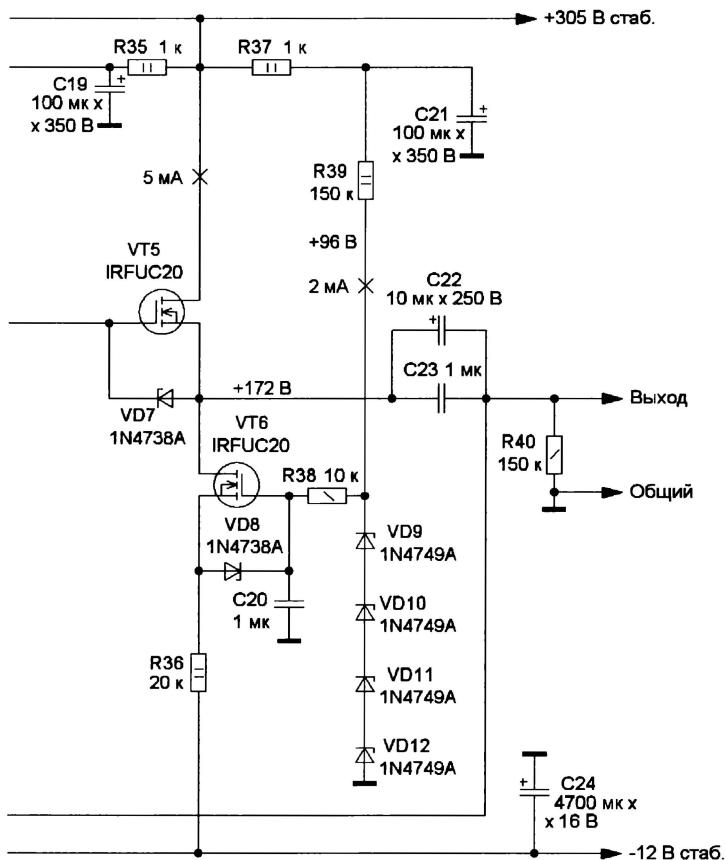 +305 В стаб.
R35 1 к
R37 1 к
C19
100 мк х
х 350 В
+
C21
100 мк х
х 350 В
+
R39
150 к
5 мА
+96 В
VT5
IRFUC20
2 мА
C22
10 мк х 250 В
+
C23 1 мк
+172 В
Выход
VD7
1N4738A
VT6
IRFUC20
R38 10 к
R40
150 к
Общий
VD8
1N4738A
VD9
1N4749A
C20
1 мк
VD10
1N4749A
R36
20 к
VD11
1N4749A
VD12
1N4749A
+
C24
4700 мк х
х 16 В
-12 В стаб.